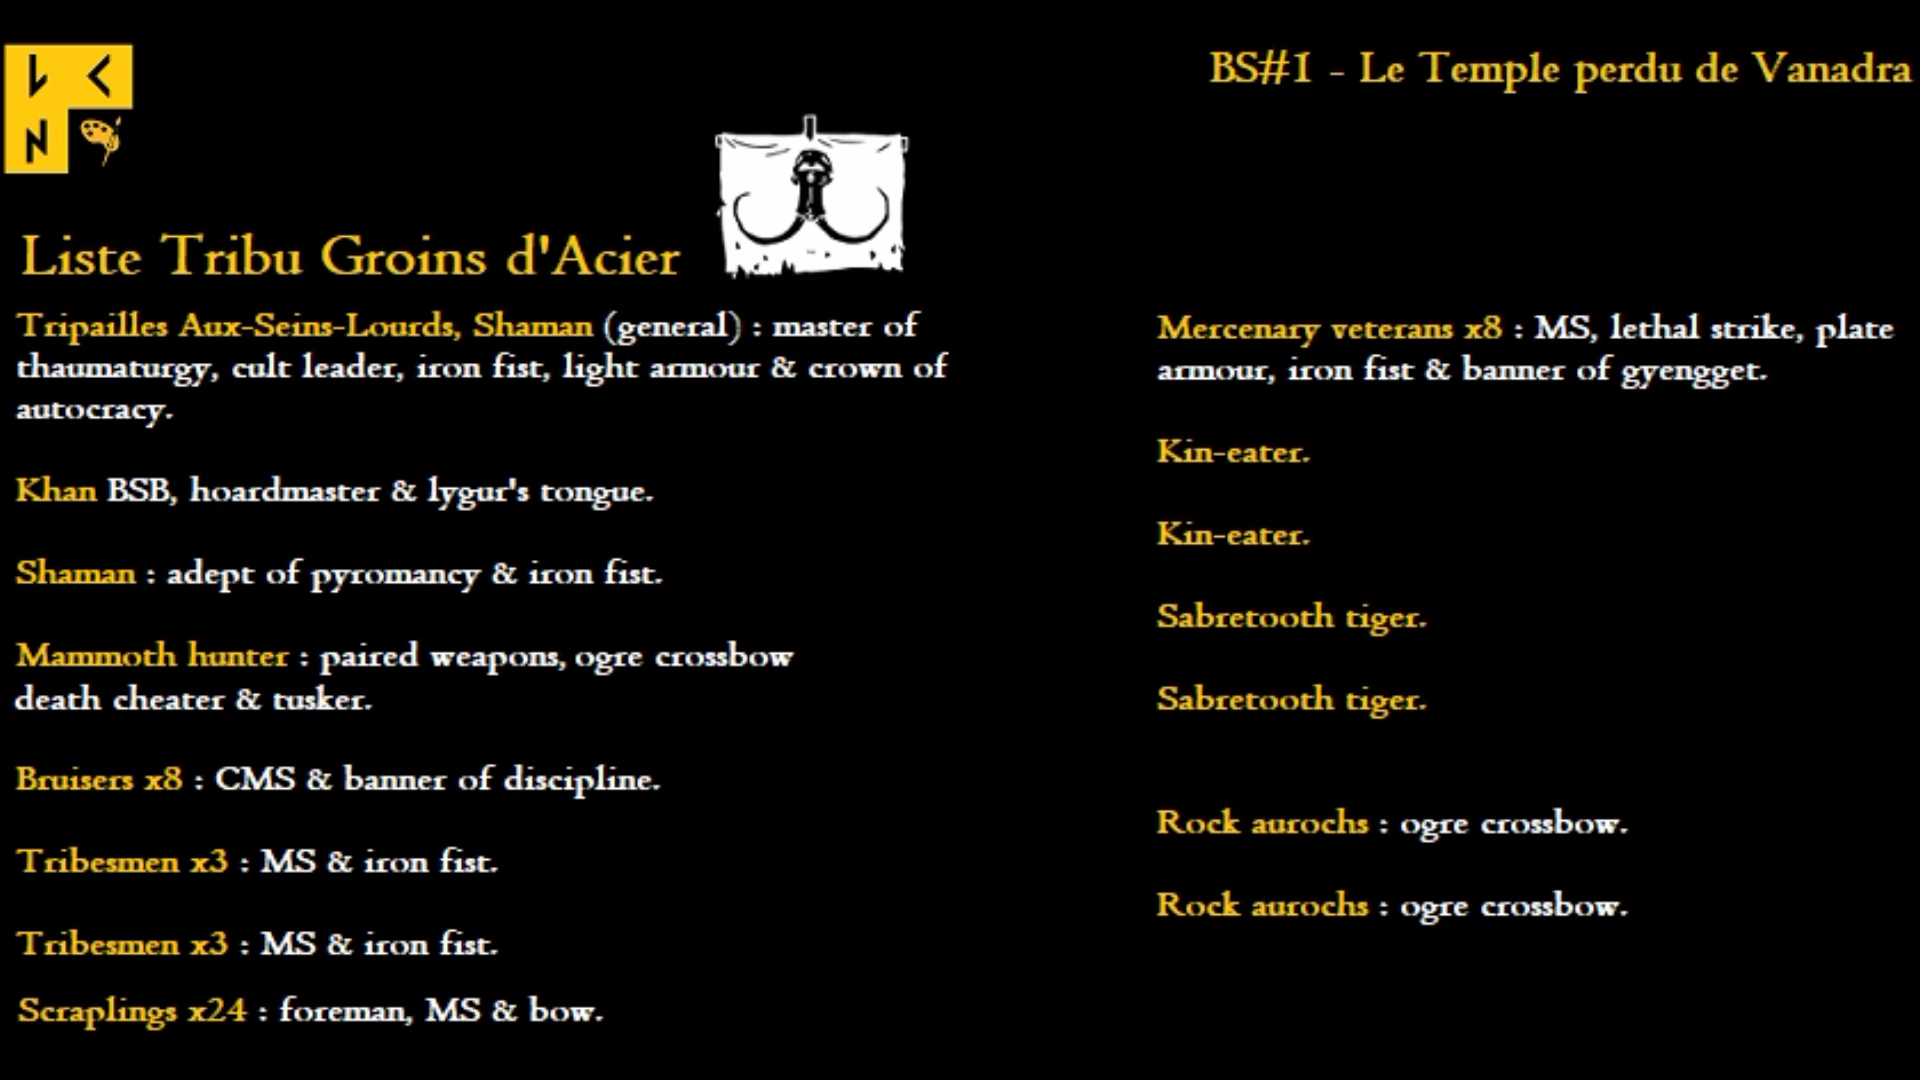 BS#1 - Le Temple perdu de Vanadra
Liste Tribu Groins d'Acier
Tripailles Aux-Seins-Lourds, Shaman (general) : master of
thaumaturgy, cult leader, iron fist, light armour & crown of
autocracy.
Khan BSB, hoardmaster & lygur's tongue.
Shaman : adept of pyromancy & iron fist.
Mammoth hunter : paired weapons, ogre crossbow
death cheater & tusker.
Bruisers x8 : CMS & banner of discipline.
Tribesmen x3 : MS & iron fist.
Tribesmen x3 : MS & iron fist.
Scraplings x24 : foreman, MS & bow.
Mercenary veterans x8 : MS, lethal strike, plate
armour, iron fist & banner of gyengget.
Kin-eater.
Kin-eater.
Sabretooth tiger.
Sabretooth tiger.
Rock aurochs : ogre crossbow.
Rock aurochs : ogre crossbow.